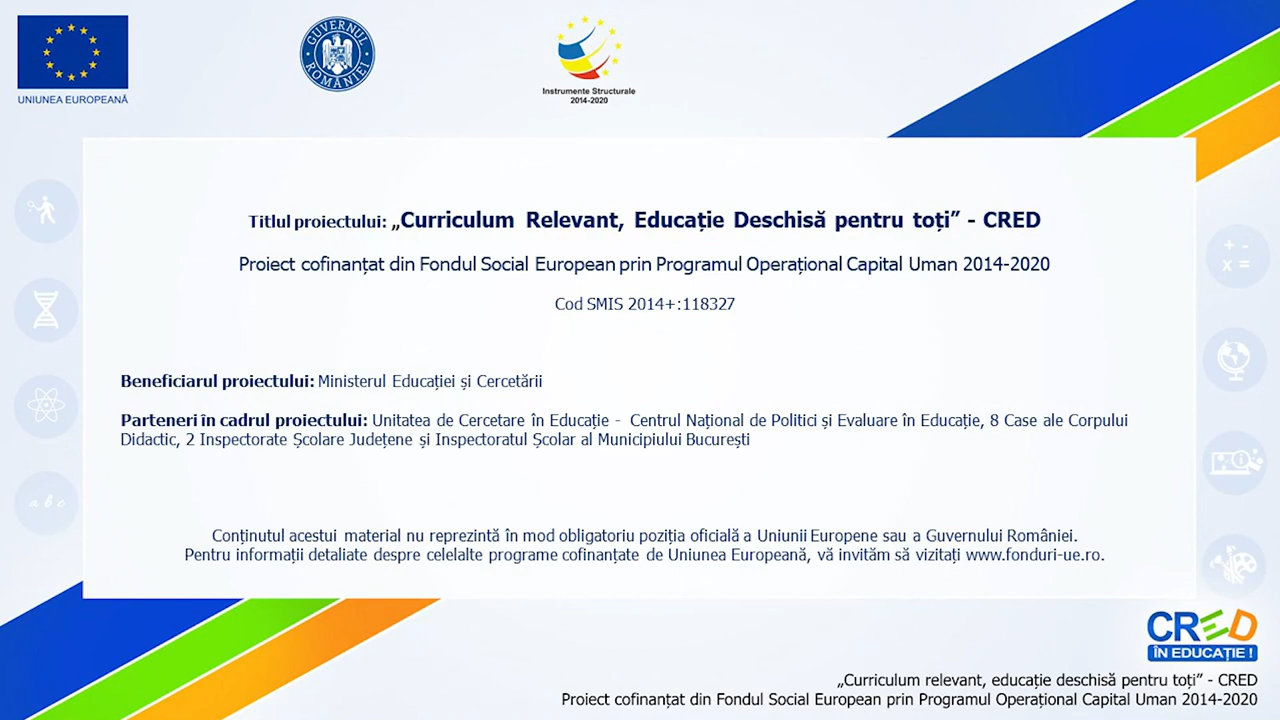 UNIUNEA EUROPEANĂ
GUVERNUL ROMÂNIEI
Instrumente Structurale
2014-2020
Titlul proiectului: „Curriculum Relevant, Educație Deschisă pentru toți” - CRED
Proiect cofinanțat din Fondul Social European prin Programul Operațional Capital Uman 2014-2020
Cod SMIS 2014+:118327
Beneficiarul proiectului: Ministerul Educației și Cercetării
Parteneri în cadrul proiectului: Unitatea de Cercetare în Educație - Centrul Național de Politici și Evaluare în Educație, 8 Case ale Corpului
Didactic, 2 Inspectorate Școlare Județene și Inspectoratul Școlar al Municipiului București
a b c
+ -
x =
Conținutul acestui material nu reprezintă în mod obligatoriu poziția oficială a Uniunii Europene sau a Guvernului României.
Pentru informații detaliate despre celelalte programe cofinanțate de Uniunea Europeană, vă invităm să vizitați www.fonduri-ue.ro.
CRED
ÎN EDUCAȚIE !
„Curriculum relevant, educație deschisă pentru toți” - CRED
Proiect cofinanțat din Fondul Social European prin Programul Operațional Capital Uman 2014-2020